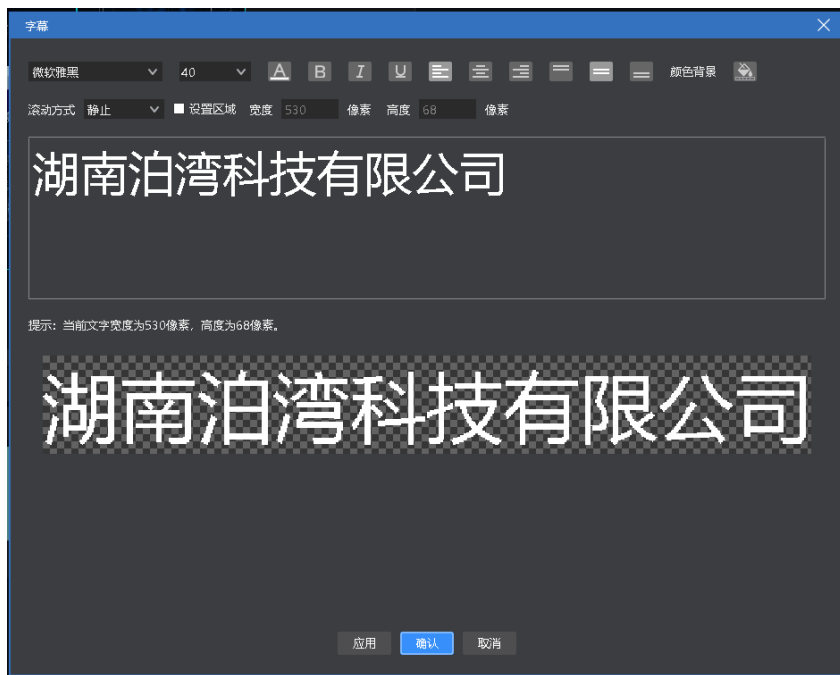 字幕
微软雅黑 40 A B I U 颜色背景
滚动方式 静止 设置区域 宽度 530 像素 高度 68 像素
湖南泊湾科技有限公司
提示：当前文字宽度为530像素，高度为68像素。
湖南泊湾科技有限公司
应用 确认 取消